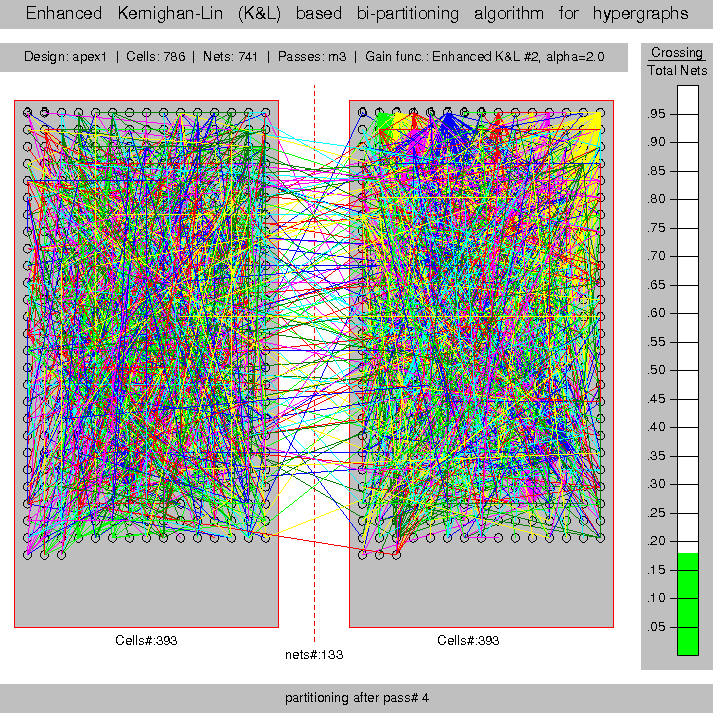 Enhanced Kernighan-Lin (K&L) based bi-partitioning algorithm for hypergraphs
Design: apex1 | Cells: 786 | Nets: 741 | Passes: m3 | Gain func.: Enhanced K&L #2, alpha=2.0
Crossing
Total Nets
.95
.90
.85
.80
.75
.70
.65
.60
.55
.50
.45
.40
.35
.30
.25
.20
.15
.10
.05
Cells#:393
Cells#:393
nets#:133
partitioning after pass# 4